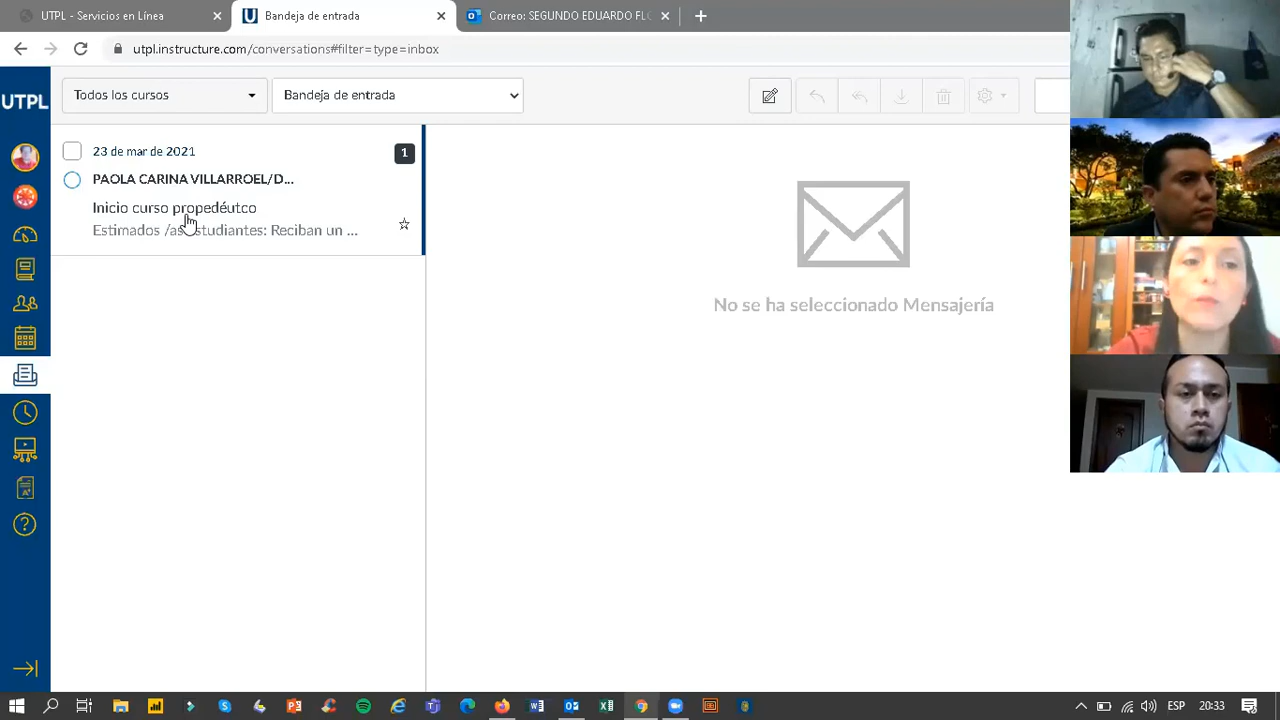 UTPL - Servicios en Línea
Bandeja de entrada
Correo: SEGUNDO EDUARDO FLO
utpl.instructure.com/conversations#filter=type=inbox
UTPL
Todos los cursos
Bandeja de entrada
23 de mar de 2021
1
PAOLA CARINA VILLARROEL/D...
Inicio curso propedéutco
Estimados /as estudiantes: Reciban un ...
No se ha seleccionado Mensajería
ESP
20:33